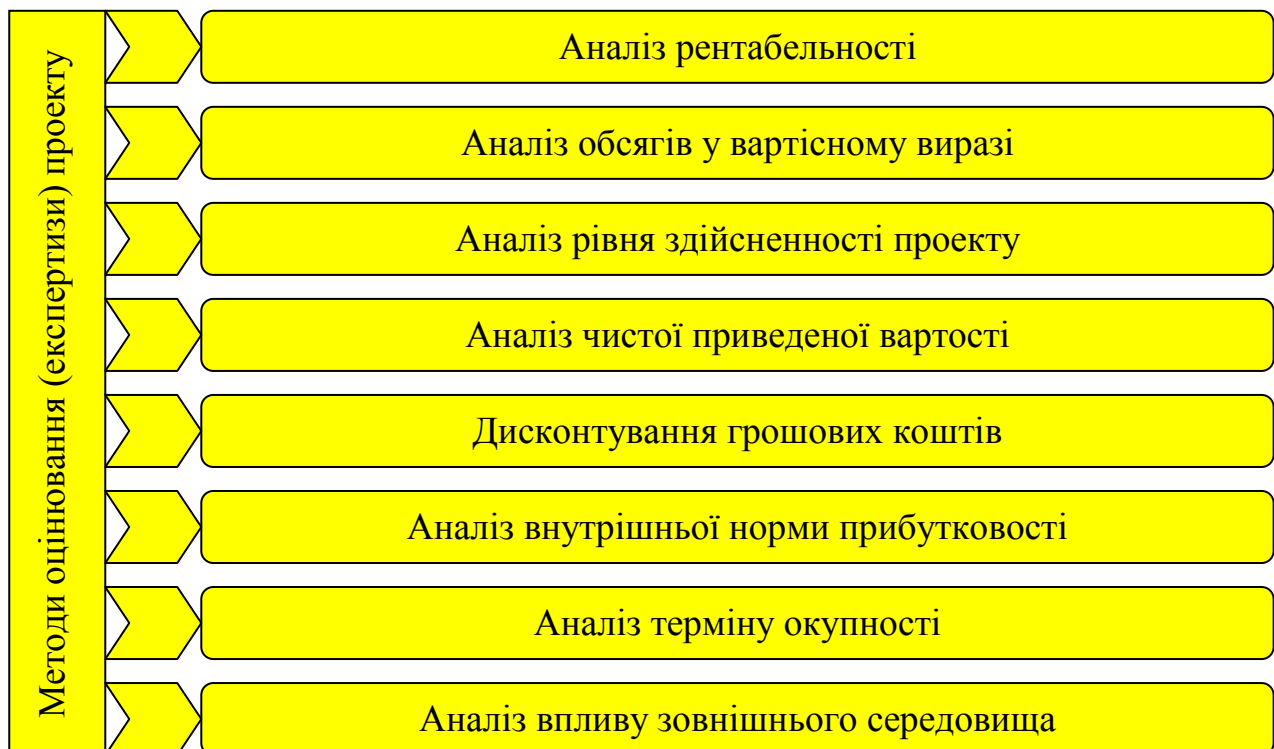 Методи оцінювання (експертизи) проекту
Аналіз рентабельності
Аналіз обсягів у вартісному виразі
Аналіз рівня здійсненності проекту
Аналіз чистої приведеної вартості
Дисконтування грошових коштів
Аналіз внутрішньої норми прибутковості
Аналіз терміну окупності
Аналіз впливу зовнішнього середовища